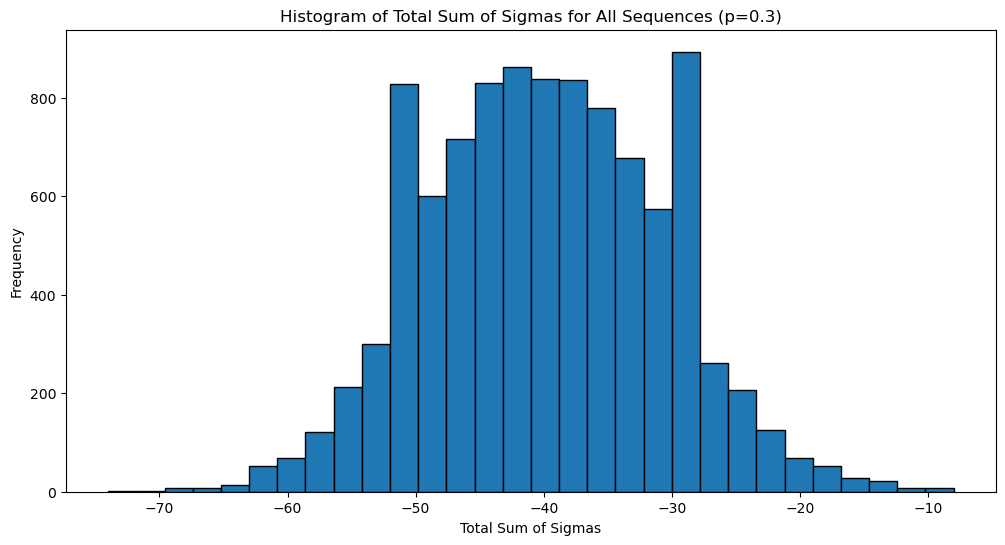 Histogram of Total Sum of Sigmas for All Sequences (p=0.3)
800
600
400
200
0
Frequency
−70 −60 −50 −40 −30 −20 −10
Total Sum of Sigmas